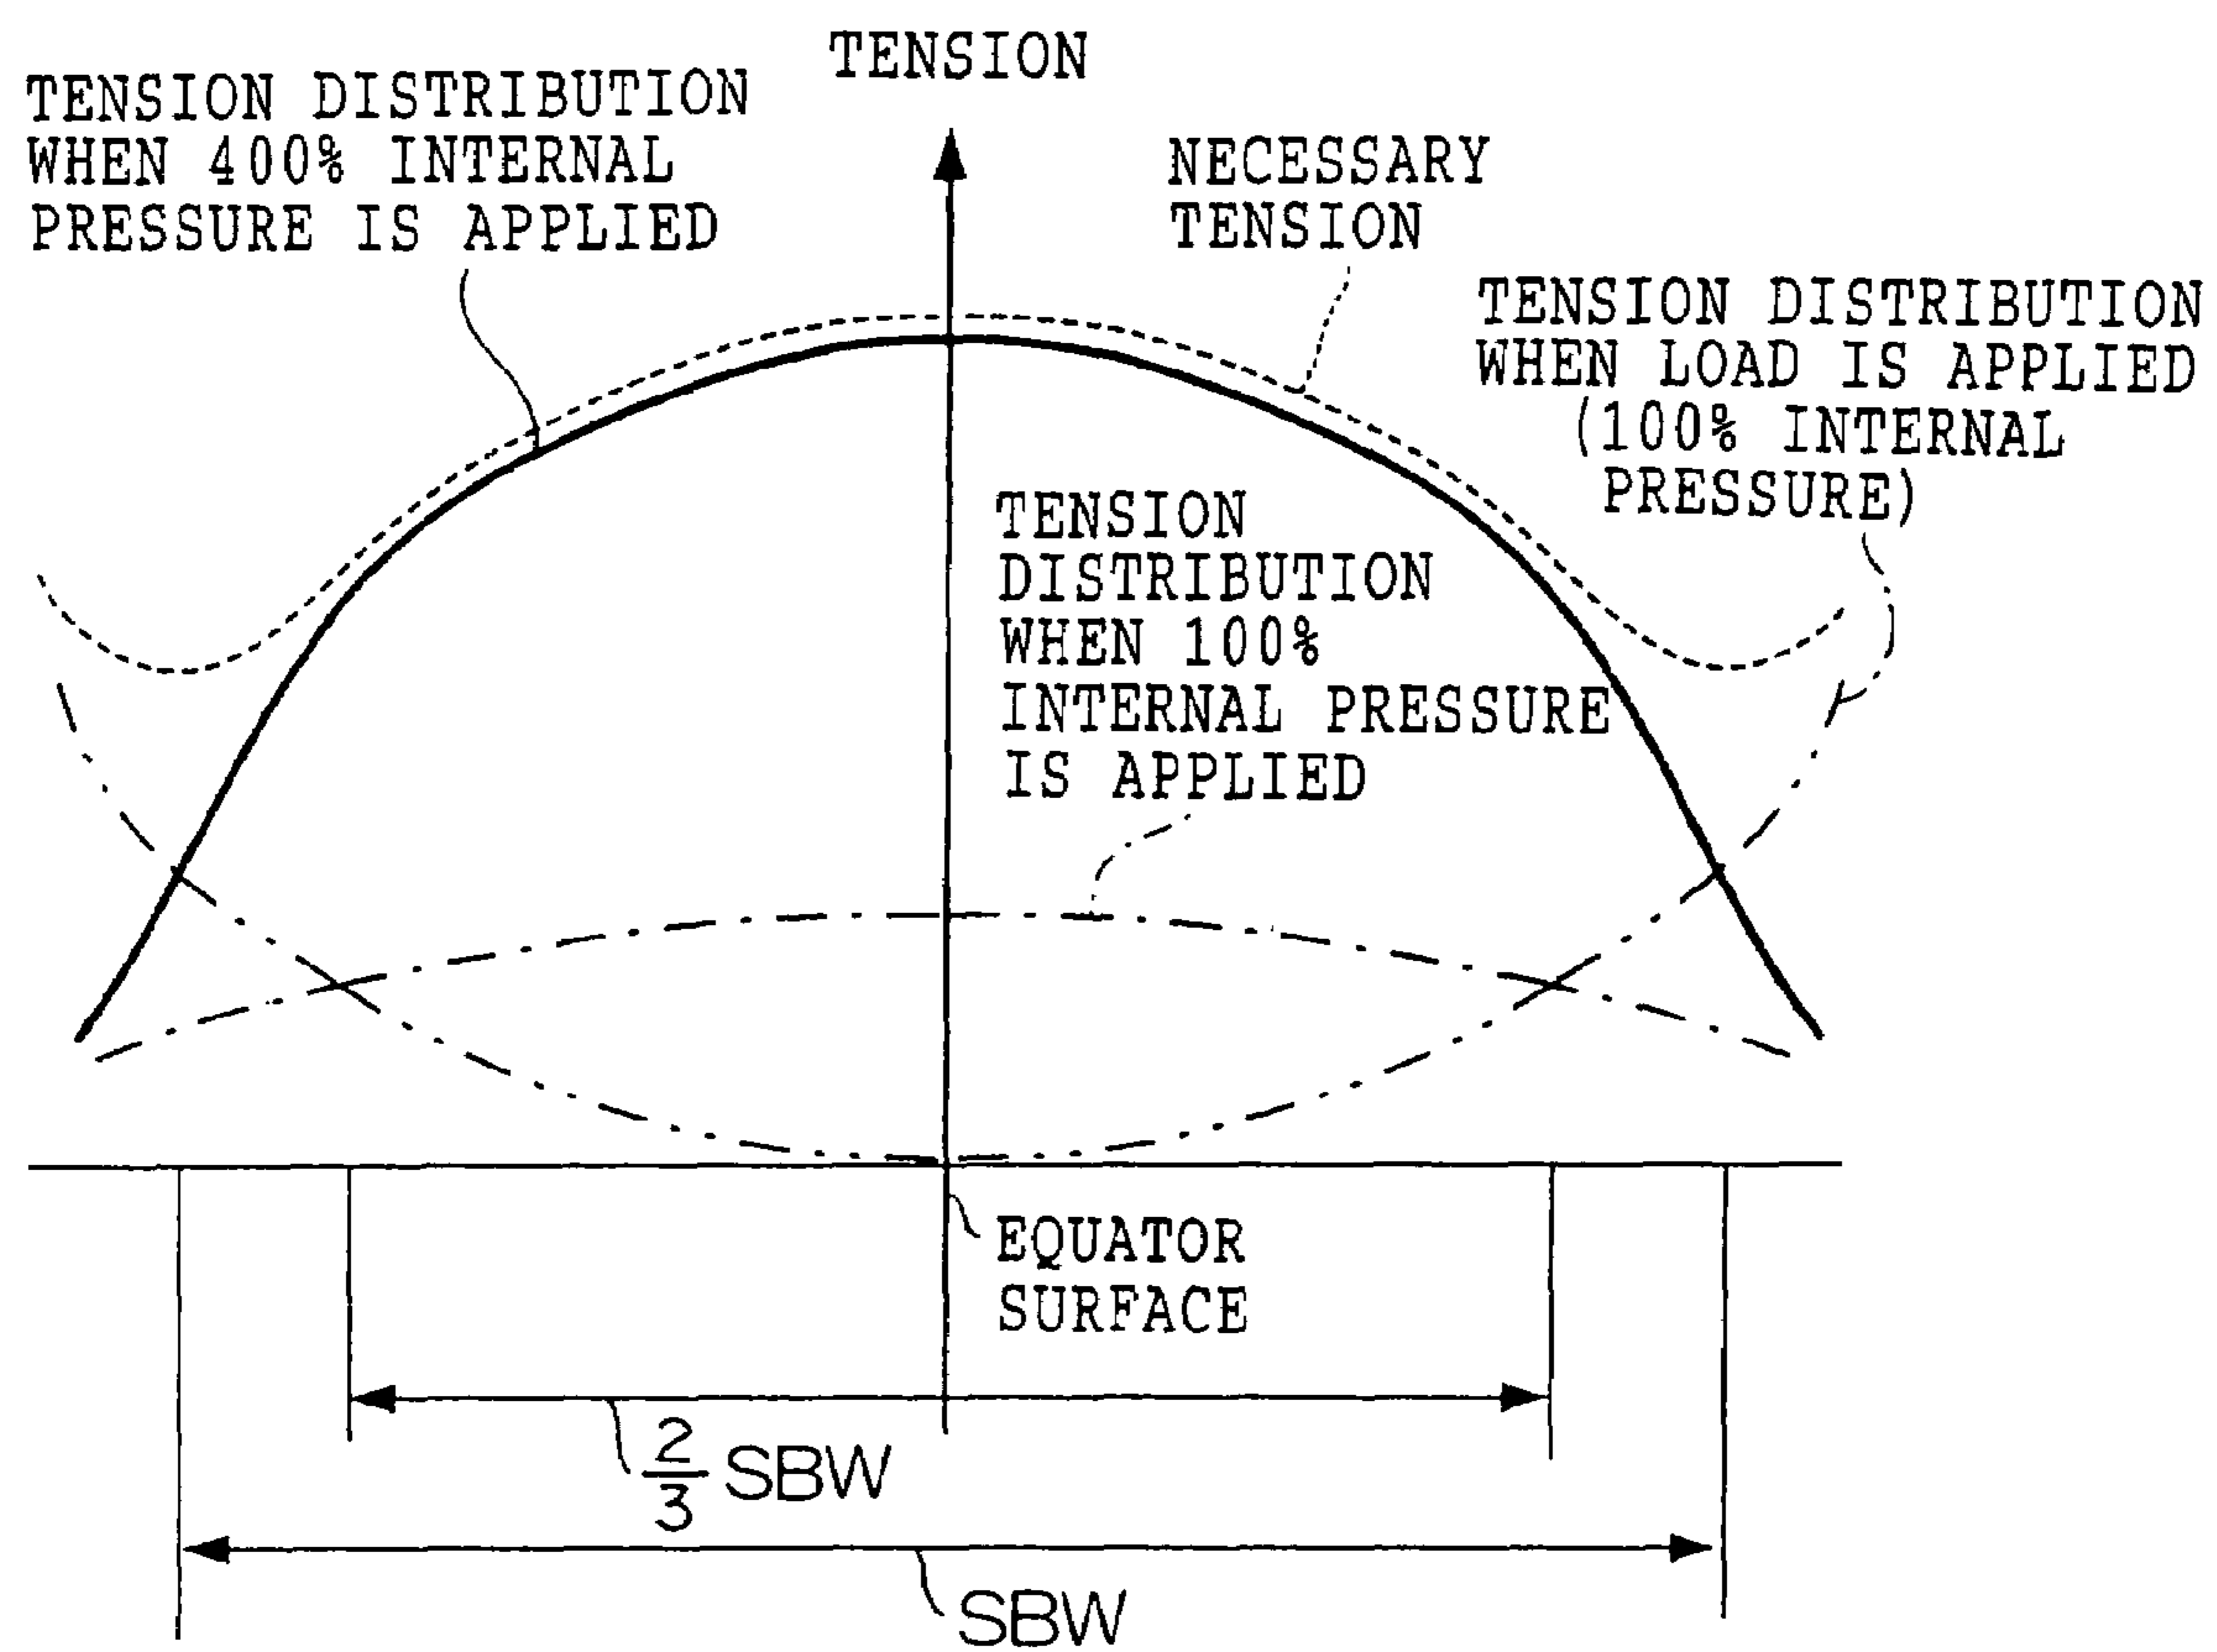 TENSION
TENSION DISTRIBUTION
WHEN 400% INTERNAL
PRESSURE IS APPLIED
NECESSARY
TENSION
TENSION DISTRIBUTION
WHEN LOAD IS APPLIED
(100% INTERNAL
PRESSURE)
TENSION
DISTRIBUTION
WHEN 100%
INTERNAL PRESSURE
IS APPLIED
EQUATOR
SURFACE
2/3 SBW
SBW